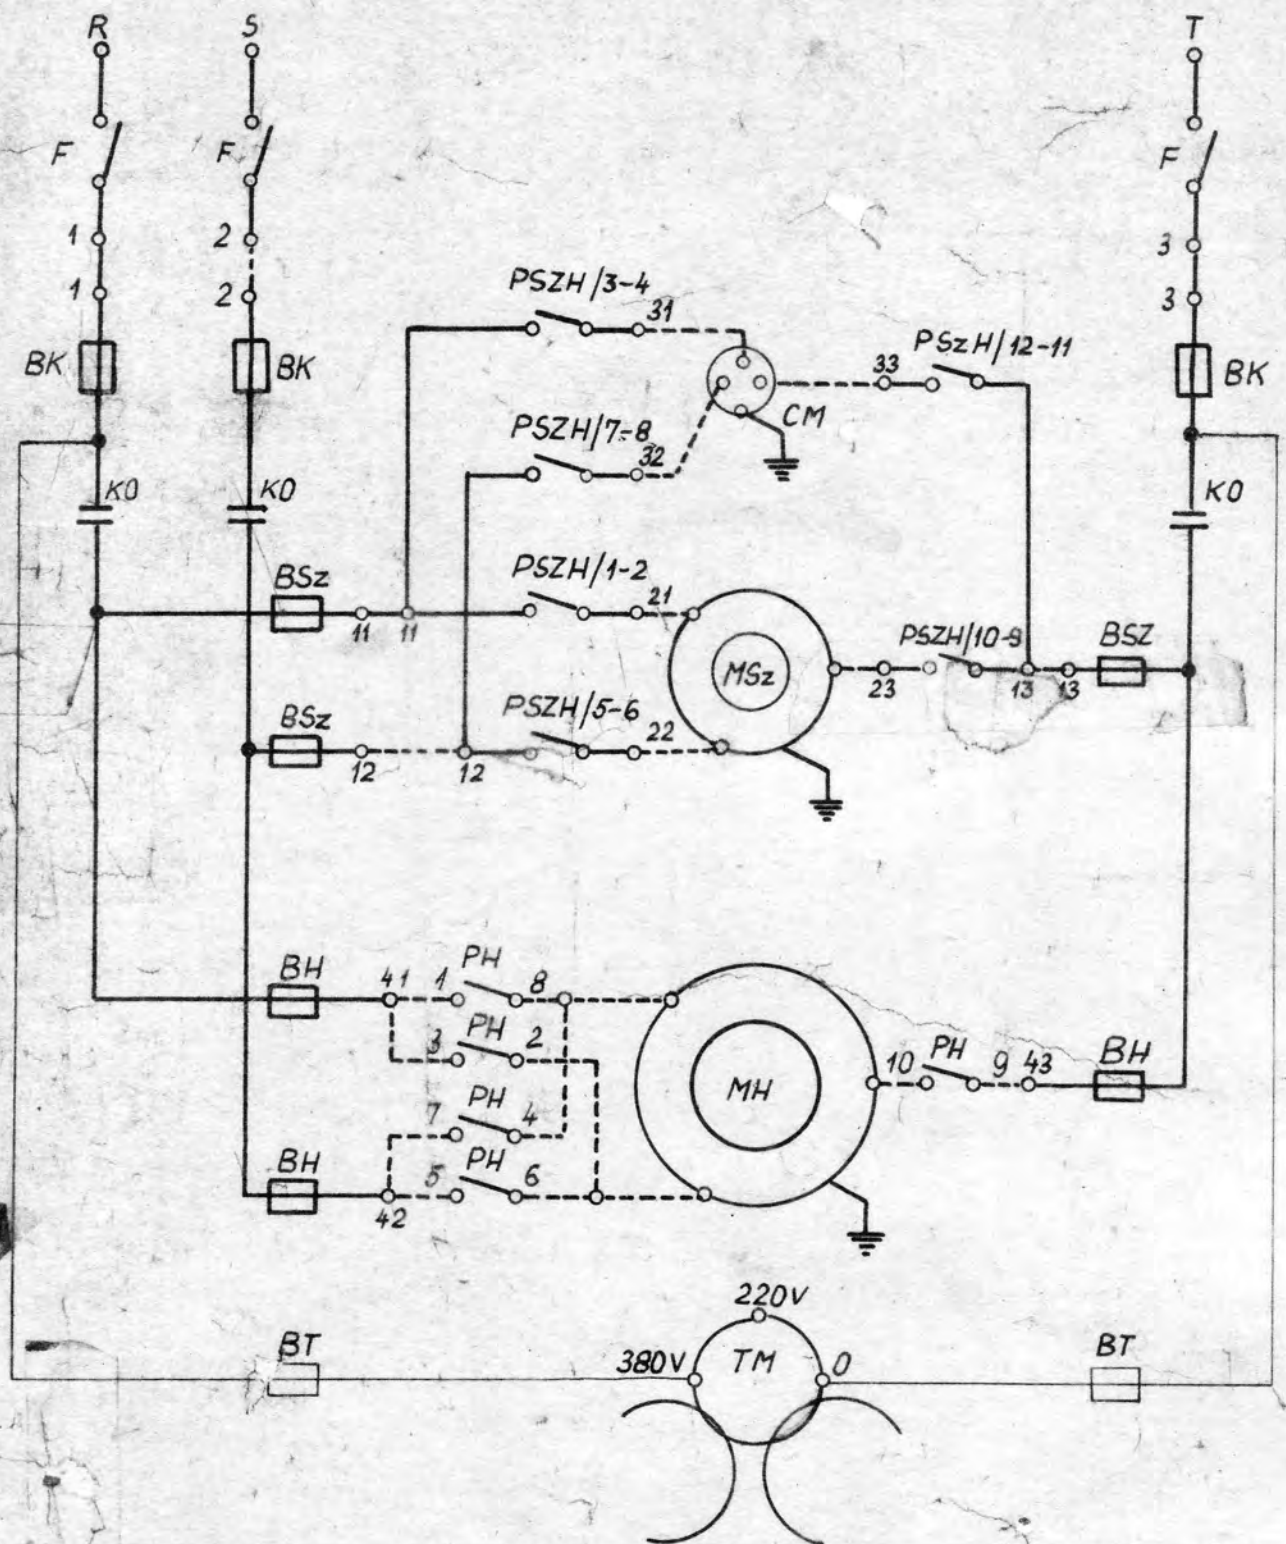 R S T
F F F
1 2 3
1 2 3
PSZH/3-4 31
BK BK PSzH/12-11 BK
33
CM
PSZH/7-8 32
KO KO KO
BSz PSZH/1-2 21
11 11 PSZH/10-9 BSZ
MSz
23 13 13
BSz PSZH/5-6 22
12 12
BH 41 1 PH 8
3 PH 2
10 PH 9 43 BH
MH
7 PH 4
BH 5 PH 6
42
220V
BT 380V TM 0 BT